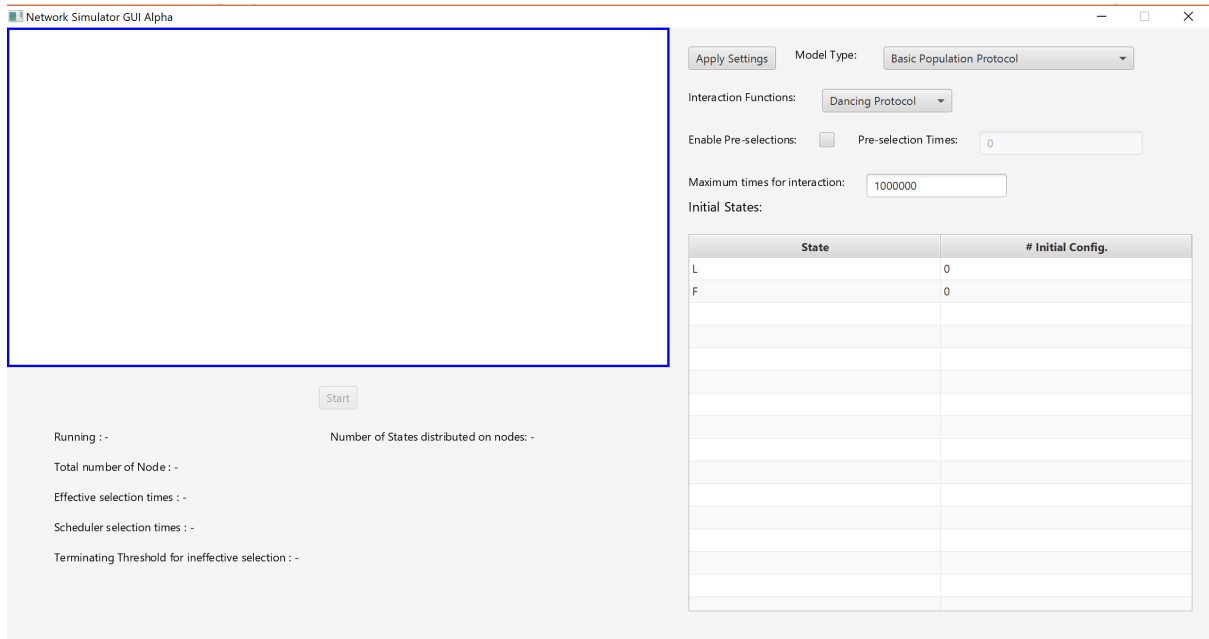 Network Simulator GUI Alpha
Apply Settings Model Type: Basic Population Protocol
Interaction Functions: Dancing Protocol
Enable Pre-selections: Pre-selection Times: 0
Maximum times for interaction: 1000000
Initial States:
State # Initial Config.
L 0
F 0
Start
Running : - Number of States distributed on nodes: -
Total number of Node : -
Effective selection times : -
Scheduler selection times : -
Terminating Threshold for ineffective selection : -